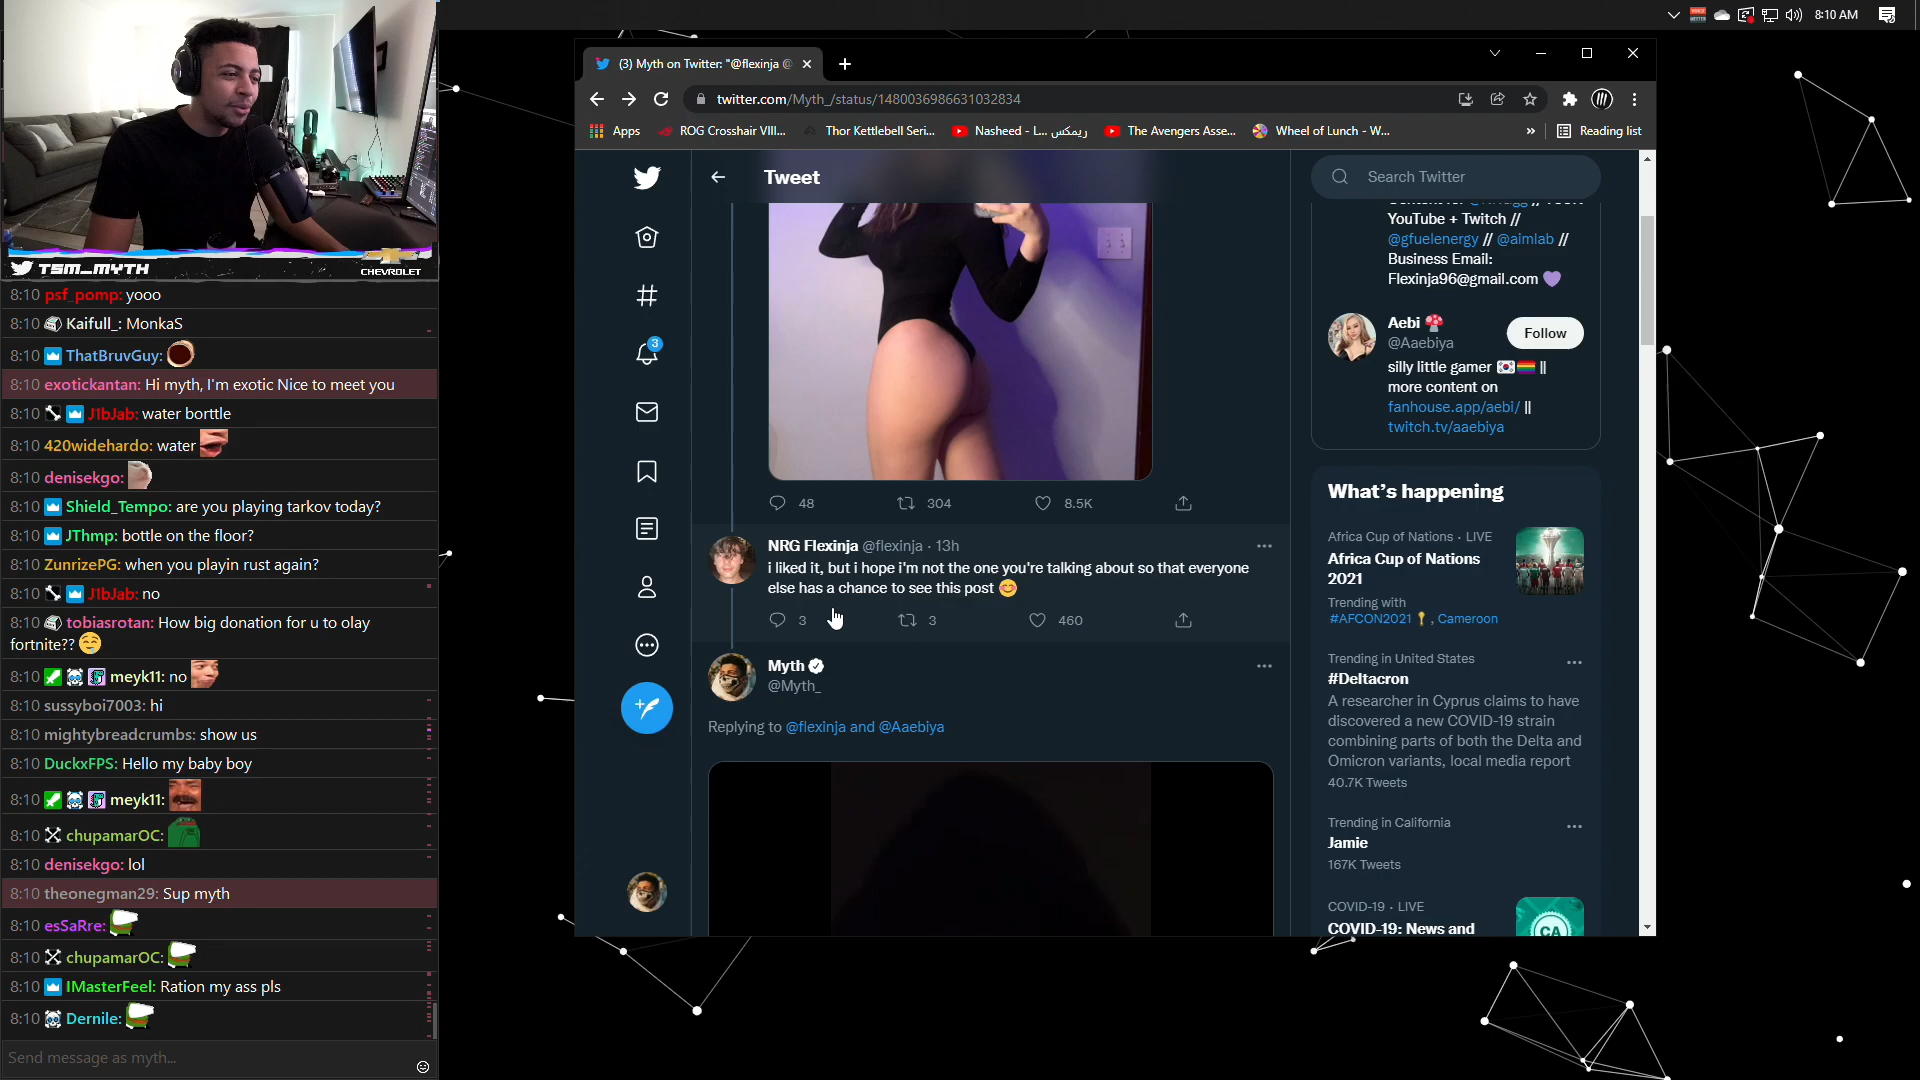 8:10 AM
(3) Myth on Twitter: "@flexinja @
twitter.com/Myth_/status/1480036986631032834
Apps
ROG Crosshair VIII...
Thor Kettlebell Seri...
Nasheed - L... ریمکس
The Avengers Asse...
Wheel of Lunch - W...
»
Reading list
TSM_MYTH
CHEVROLET
8:10 psf_pomp: yooo
8:10 Kaifull_: MonkaS
8:10 ThatBruvGuy:
8:10 exotickantan: Hi myth, I'm exotic Nice to meet you
8:10 J1bJab: water borttle
8:10 420widehardo: water
8:10 denisekgo:
8:10 Shield_Tempo: are you playing tarkov today?
8:10 JThmp: bottle on the floor?
8:10 ZunrizePG: when you playin rust again?
8:10 J1bJab: no
8:10 tobiasrotan: How big donation for u to olay
fortnite??
8:10 meyk11: no
8:10 sussyboi7003: hi
8:10 mightybreadcrumbs: show us
8:10 DuckxFPS: Hello my baby boy
8:10 meyk11:
8:10 chupamarOC:
8:10 denisekgo: lol
8:10 theonegman29: Sup myth
8:10 esSaRre:
8:10 chupamarOC:
8:10 IMasterFeel: Ration my ass pls
8:10 Dernile:
Send message as myth...
3
Tweet
48
304
8.5K
NRG Flexinja @flexinja · 13h
i liked it, but i hope i'm not the one you're talking about so that everyone
else has a chance to see this post
3
3
460
Myth
@Myth_
Replying to @flexinja and @Aaebiya
Search Twitter
YouTube + Twitch //
@gfuelenergy // @aimlab //
Business Email:
Flexinja96@gmail.com
Aebi
@Aaebiya
Follow
silly little gamer ||
more content on
fanhouse.app/aebi/ ||
twitch.tv/aaebiya
What's happening
Africa Cup of Nations · LIVE
Africa Cup of Nations
2021
Trending with
#AFCON2021 , Cameroon
Trending in United States
#Deltacron
A researcher in Cyprus claims to have
discovered a new COVID-19 strain
combining parts of both the Delta and
Omicron variants, local media report
40.7K Tweets
Trending in California
Jamie
167K Tweets
COVID-19 · LIVE
COVID-19: News and
CA